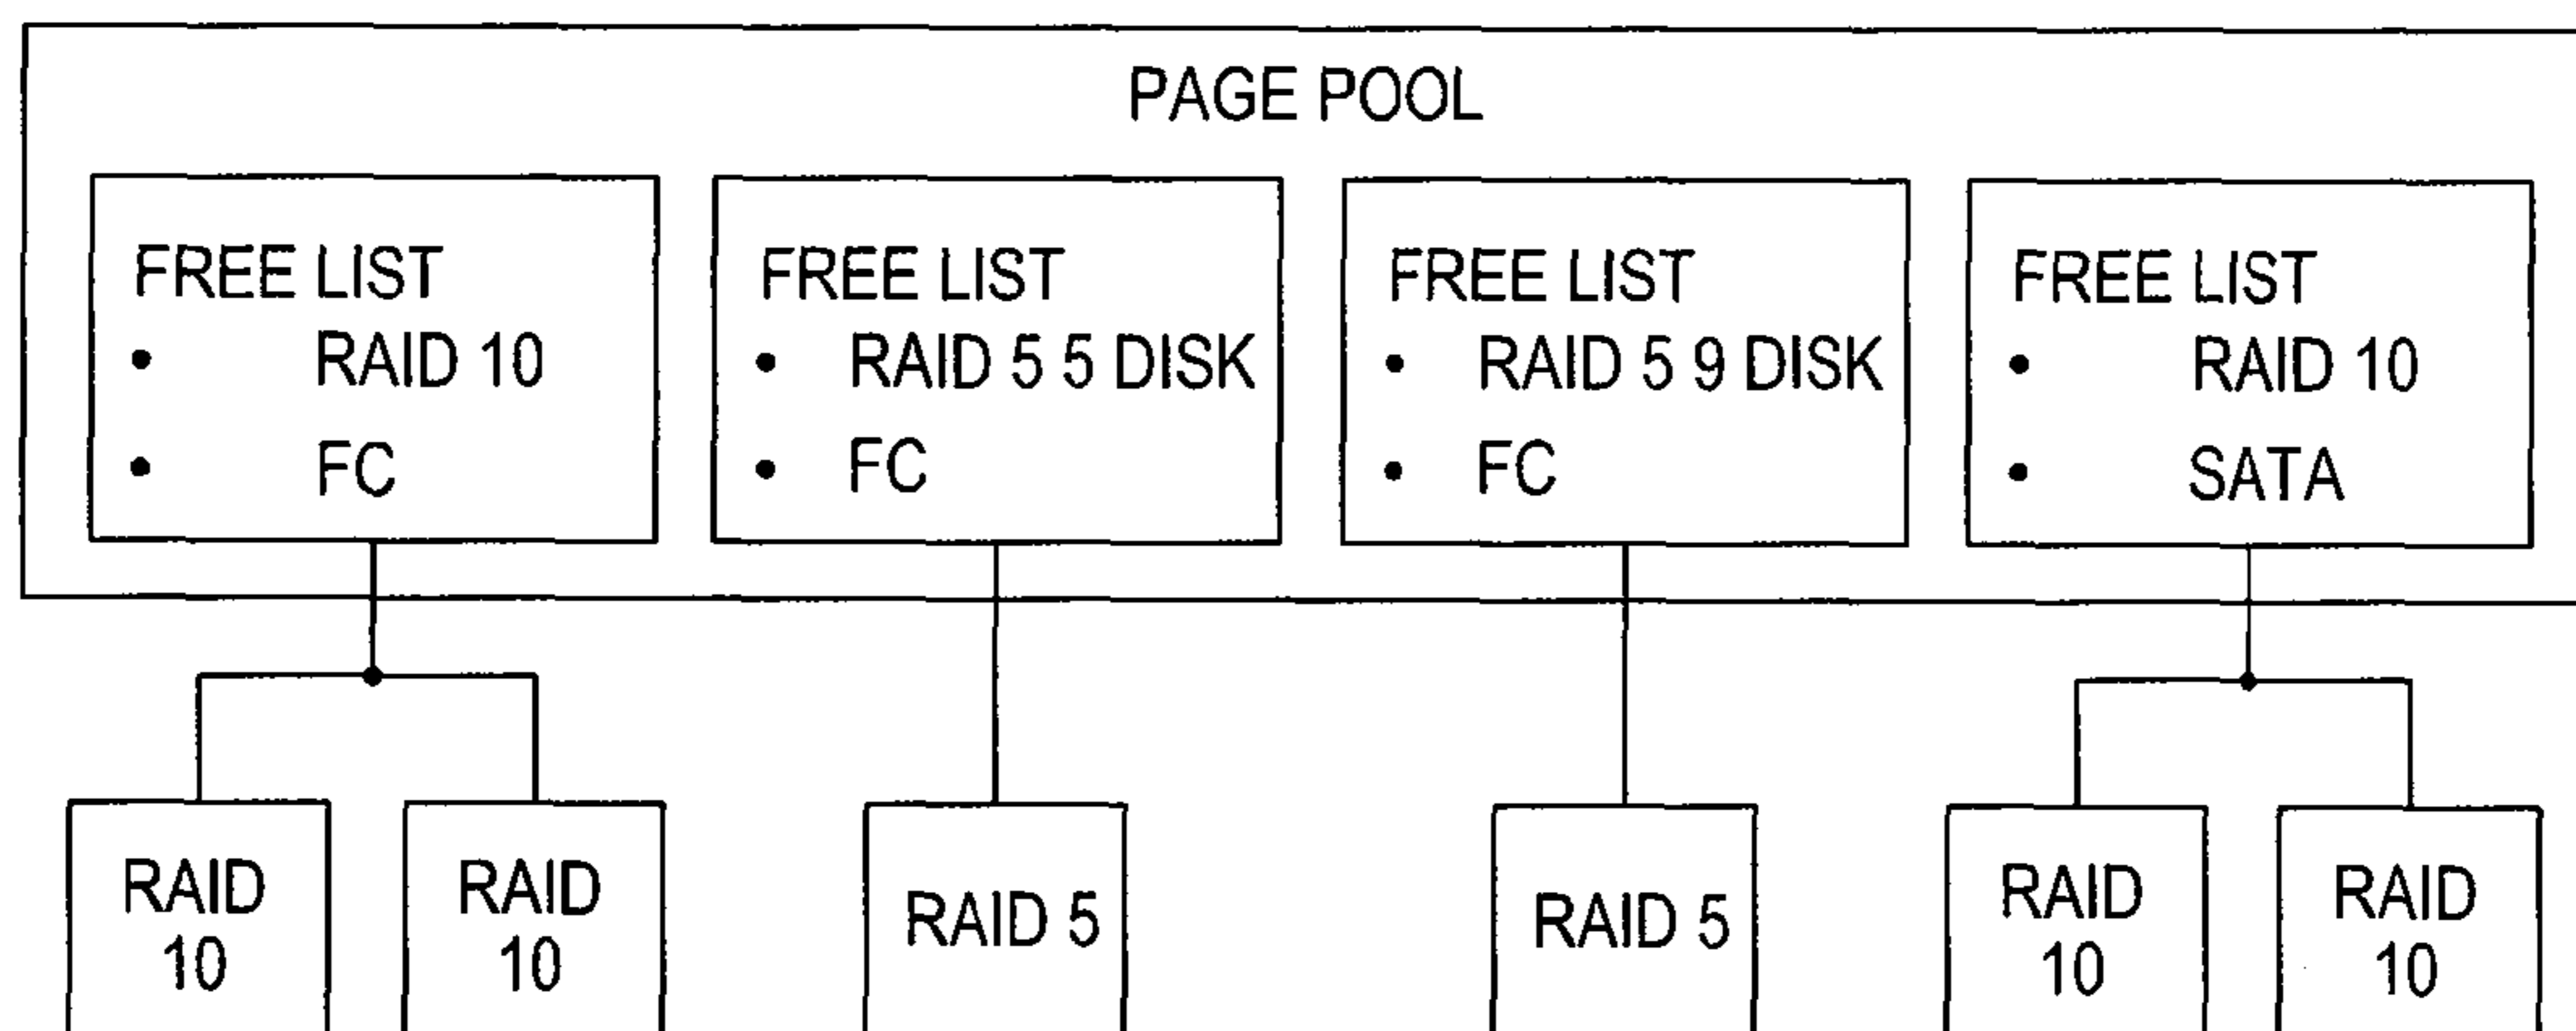 PAGE POOL
FREE LIST
• RAID 10
• FC
FREE LIST
• RAID 5 5 DISK
• FC
FREE LIST
• RAID 5 9 DISK
• FC
FREE LIST
• RAID 10
• SATA
RAID
10
RAID
10
RAID 5
RAID 5
RAID
10
RAID
10